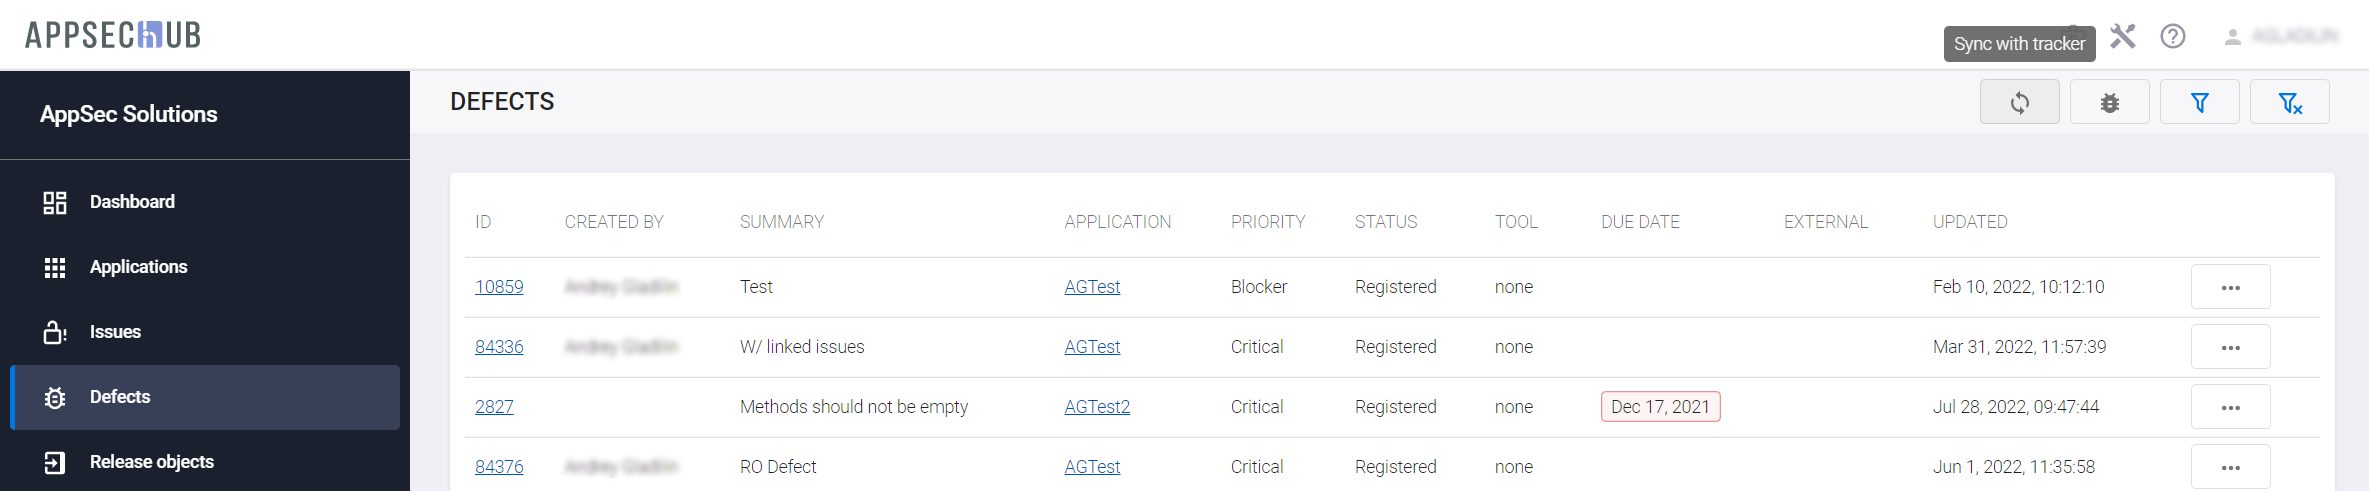 APPSECHUB
Sync with tracker
AppSec Solutions
DEFECTS
Dashboard
Applications
Issues
Defects
Release objects
ID CREATED BY SUMMARY APPLICATION PRIORITY STATUS TOOL DUE DATE EXTERNAL UPDATED
10859 Test AGTest Blocker Registered none Feb 10, 2022, 10:12:10
84336 W/ linked issues AGTest Critical Registered none Mar 31, 2022, 11:57:39
2827 Methods should not be empty AGTest2 Critical Registered none Dec 17, 2021 Jul 28, 2022, 09:47:44
84376 RO Defect AGTest Critical Registered none Jun 1, 2022, 11:35:58